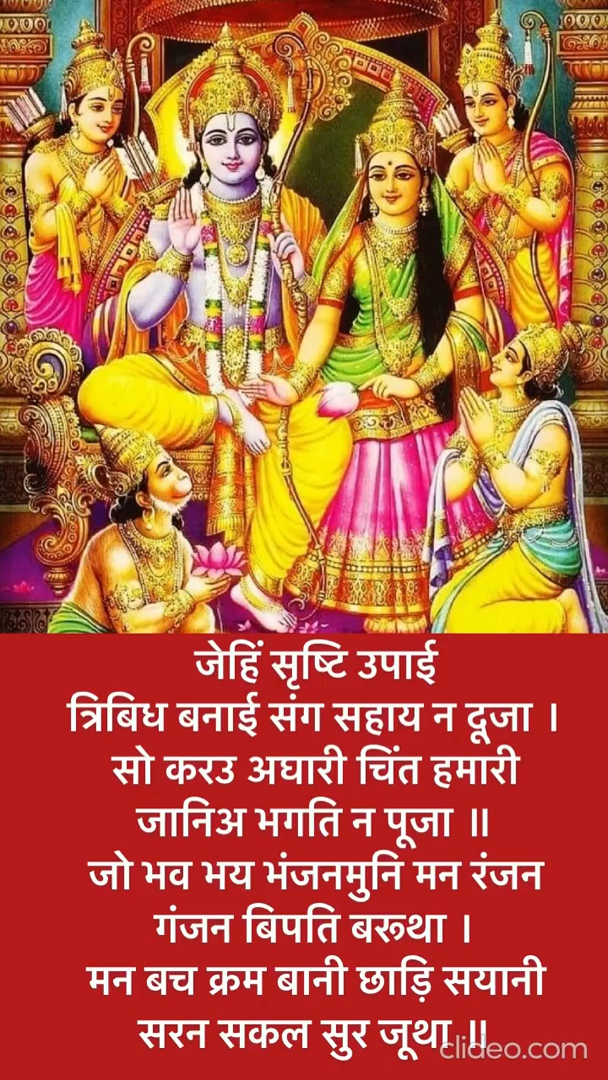 जेहिं सृष्टि उपाई
त्रिबिध बनाई संग सहाय न दूजा ।
सो करउ अघारी चिंत हमारी
जानिअ भगति न पूजा ॥
जो भव भय भंजनमुनि मन रंजन
गंजन बिपति बरूथा ।
मन बच क्रम बानी छाड़ि सयानी
सरन सकल सुर जूथा ॥
clideo.com